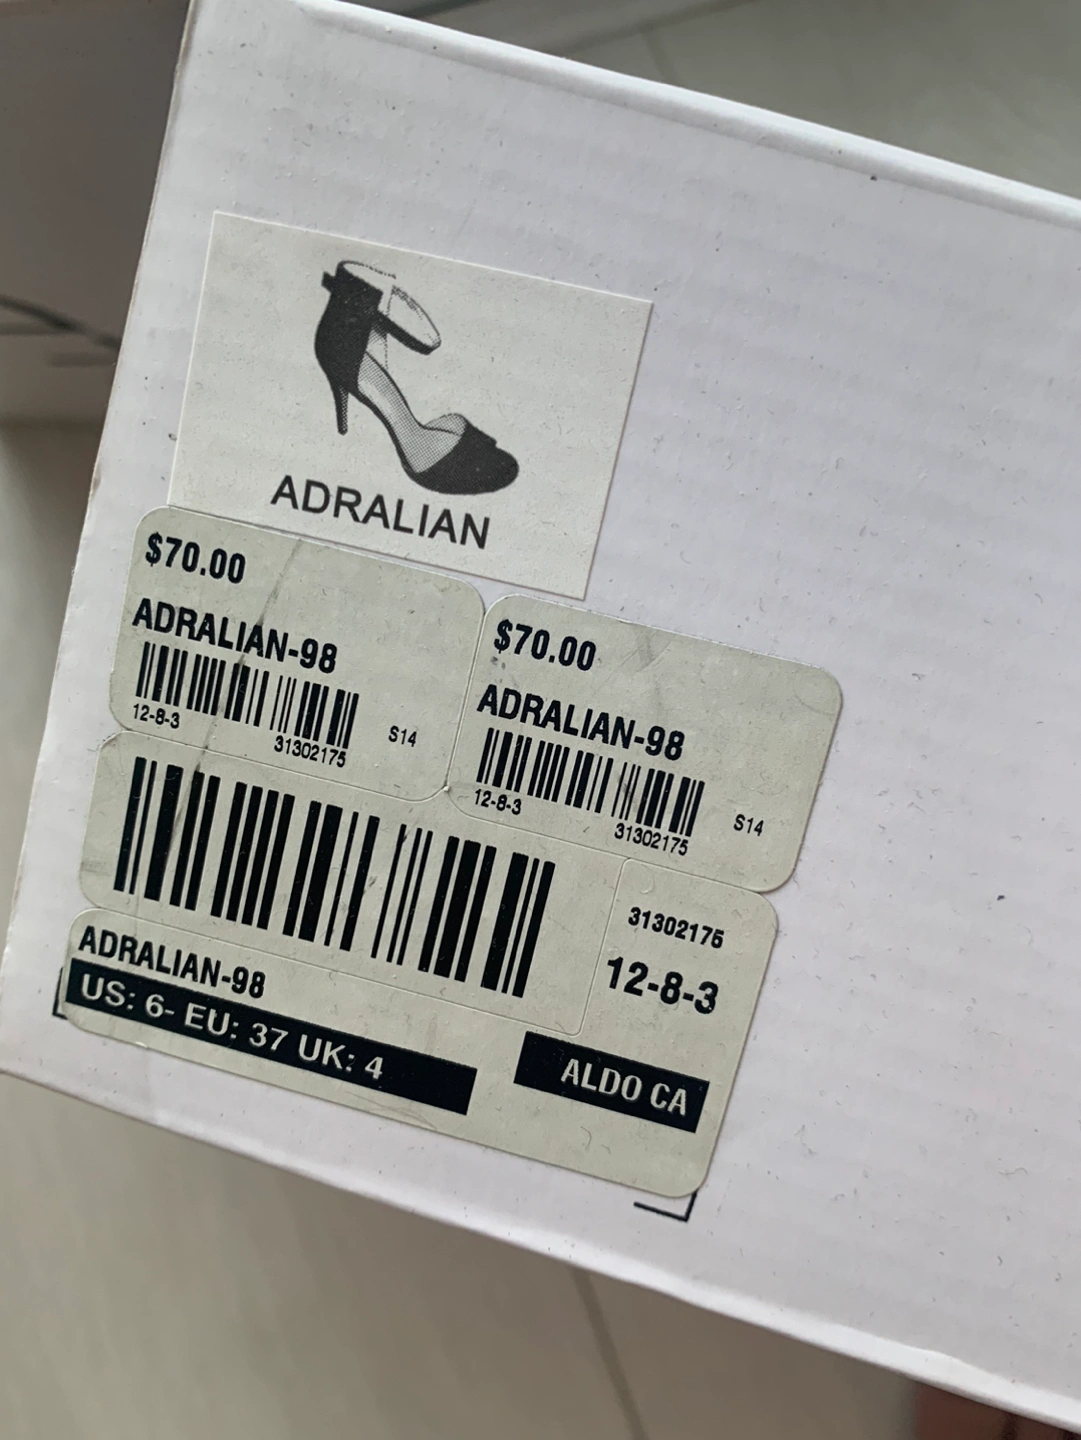 ADRALIAN
$70.00
ADRALIAN-98
12-8-3
31302175
S14
$70.00
ADRALIAN-98
12-8-3
31302175
S14
31302175
12-8-3
ADRALIAN-98
US: 6- EU: 37 UK: 4
ALDO CA